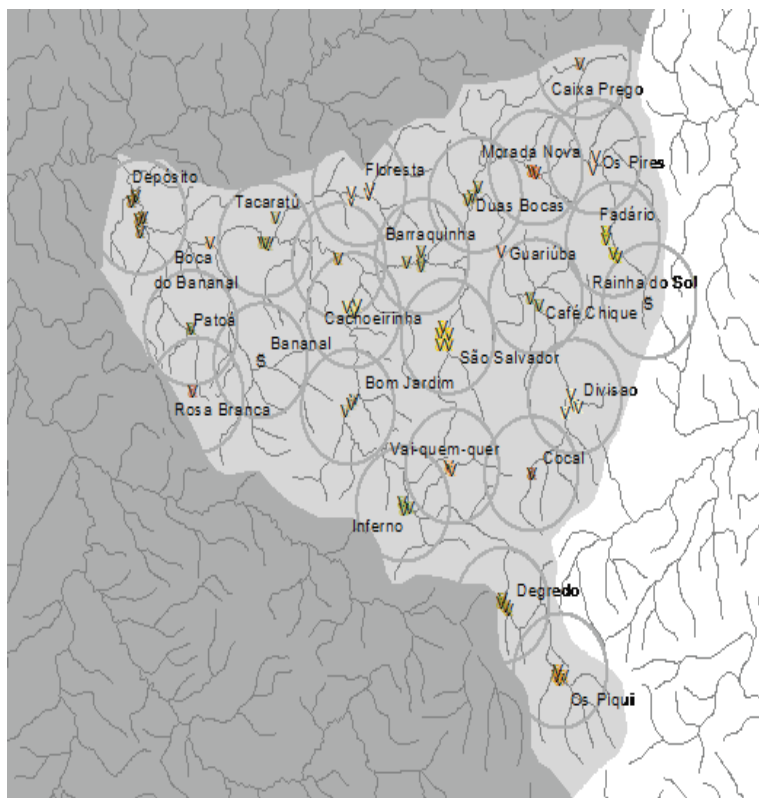 Caixa Prego
Morada Nova
Os Pires
Floresta
Depósito
Tacaratú
Duas Bocas
Fadário
Barraquinha
Boca
do Bananal
Guariúba
Rainha do Sol
S
Patoá
Cachoeirinha
Café Chique
Bananal
S
São Salvador
Bom Jardim
Rosa Branca
Divisao
Vai-quem-quer
Cocal
Inferno
Degredo
Os Piqui